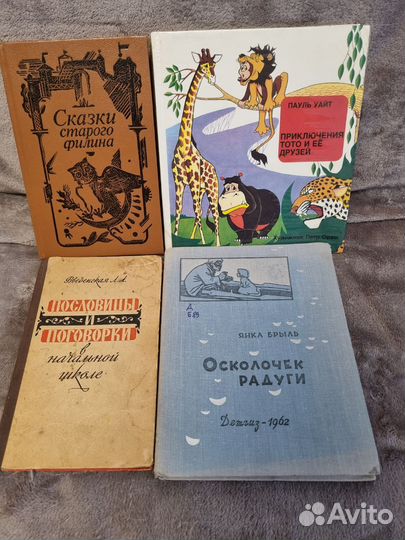 Сказки
старого
филина
ПАУЛЬ УАЙТ
ПРИКЛЮЧЕНИЯ
ТОТО И ЕЁ
ДРУЗЕЙ
Введенская Л.А.
ПОСЛОВИЦЫ
И
ПОГОВОРКИ
в
начальной
школе
Д
Б89
ЯНКА БРЫЛЬ
ОСКОЛОЧЕК
РАДУГИ
Детгиз-1962
Avito